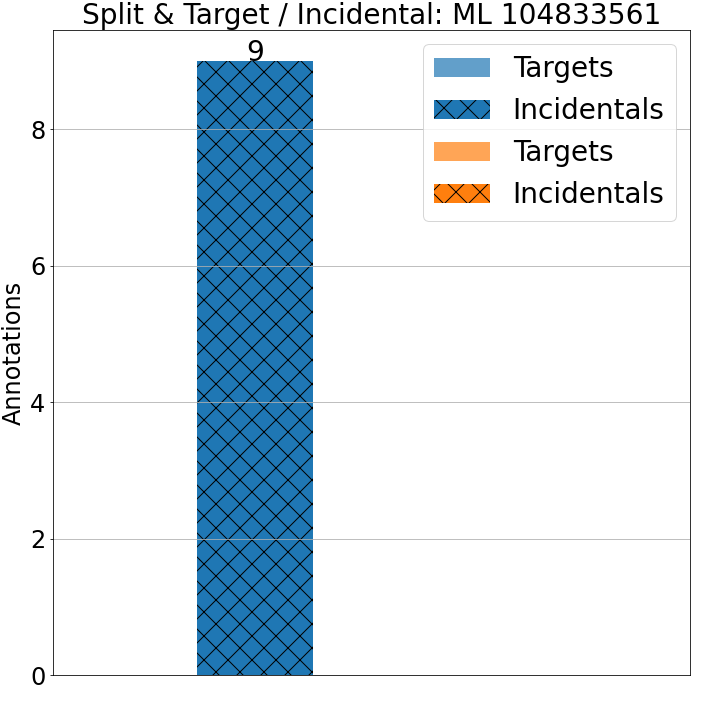 Split & Target / Incidental: ML 104833561
9
Targets
Incidentals
Targets
Incidentals
Annotations
8
6
4
2
0